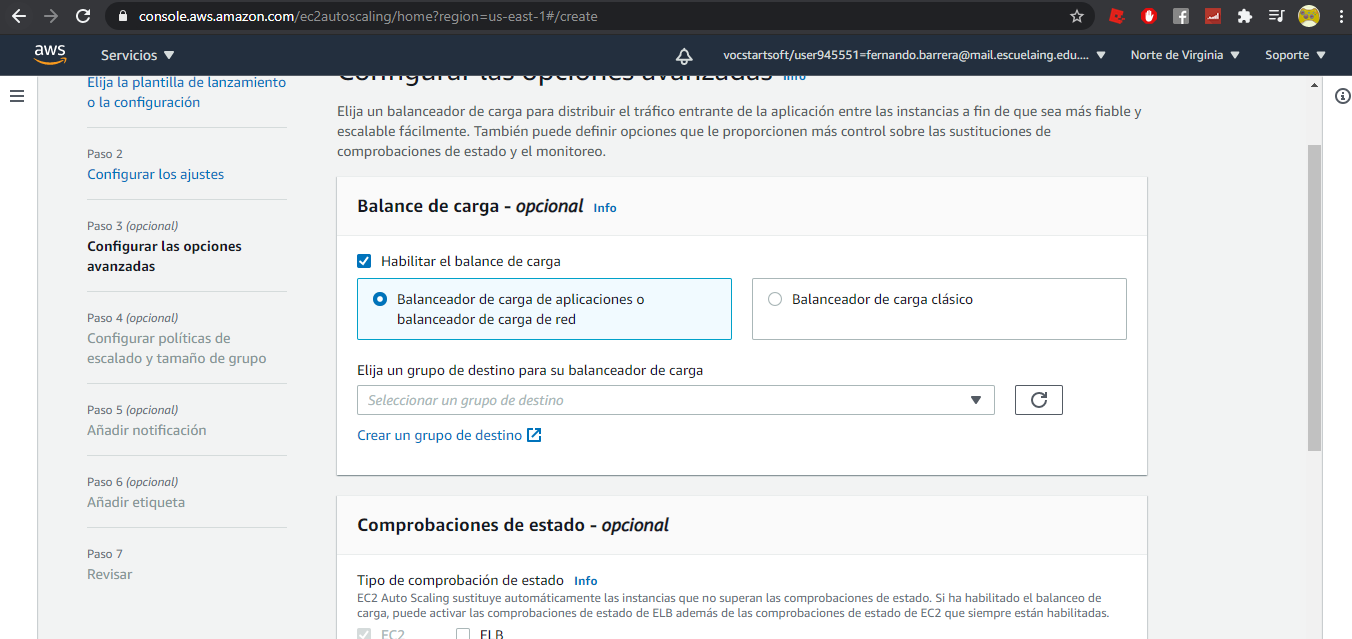 console.aws.amazon.com/ec2autoscaling/home?region=us-east-1#/create
aws
Servicios
vocstartsoft/user945551=fernando.barrera@mail.escuelaing.edu....
Norte de Virginia
Soporte
Elija la plantilla de lanzamiento
o la configuración
Paso 2
Configurar los ajustes
Paso 3 (opcional)
Configurar las opciones
avanzadas
Paso 4 (opcional)
Configurar políticas de
escalado y tamaño de grupo
Paso 5 (opcional)
Añadir notificación
Paso 6 (opcional)
Añadir etiqueta
Paso 7
Revisar
Configurar las opciones avanzadas Info
Elija un balanceador de carga para distribuir el tráfico entrante de la aplicación entre las instancias a fin de que sea más fiable y
escalable fácilmente. También puede definir opciones que le proporcionen más control sobre las sustituciones de
comprobaciones de estado y el monitoreo.
Balance de carga - opcional Info
Habilitar el balance de carga
Balanceador de carga de aplicaciones o
balanceador de carga de red
Balanceador de carga clásico
Elija un grupo de destino para su balanceador de carga
Seleccionar un grupo de destino
Crear un grupo de destino
Comprobaciones de estado - opcional
Tipo de comprobación de estado Info
EC2 Auto Scaling sustituye automáticamente las instancias que no superan las comprobaciones de estado. Si ha habilitado el balanceo de
carga, puede activar las comprobaciones de estado de ELB además de las comprobaciones de estado de EC2 que siempre están habilitadas.
EC2
ELB